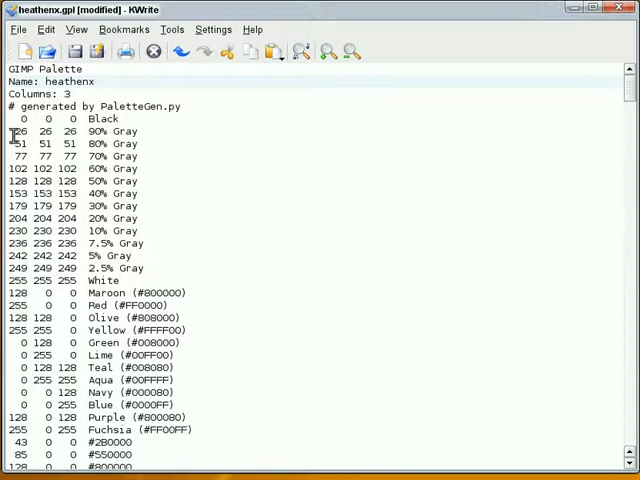 heathenx.gpl [modified] - KWrite
File Edit View Bookmarks Tools Settings Help
GIMP Palette
Name: heathenx
Columns: 3
# generated by PaletteGen.py
0 0 0 Black
26 26 26 90% Gray
51 51 51 80% Gray
77 77 77 70% Gray
102 102 102 60% Gray
128 128 128 50% Gray
153 153 153 40% Gray
179 179 179 30% Gray
204 204 204 20% Gray
230 230 230 10% Gray
236 236 236 7.5% Gray
242 242 242 5% Gray
249 249 249 2.5% Gray
255 255 255 White
128 0 0 Maroon (#800000)
255 0 0 Red (#FF0000)
128 128 0 Olive (#808000)
255 255 0 Yellow (#FFFF00)
0 128 0 Green (#008000)
0 255 0 Lime (#00FF00)
0 128 128 Teal (#008080)
0 255 255 Aqua (#00FFFF)
0 0 128 Navy (#000080)
0 0 255 Blue (#0000FF)
128 0 128 Purple (#800080)
255 0 255 Fuchsia (#FF00FF)
43 0 0 #2B0000
85 0 0 #550000
128 0 0 #800000